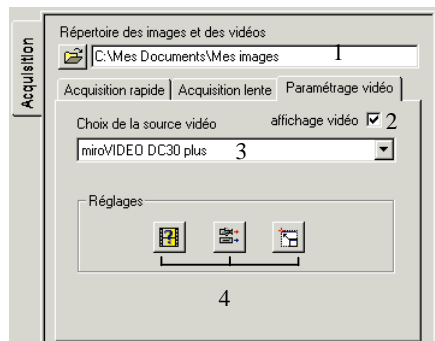 Acquisition
Répertoire des images et des vidéos
C:\Mes Documents\Mes images 1
Acquisition rapide Acquisition lente Paramétrage vidéo
Choix de la source vidéo affichage vidéo 2
miroVIDEO DC30 plus 3
Réglages
?
4